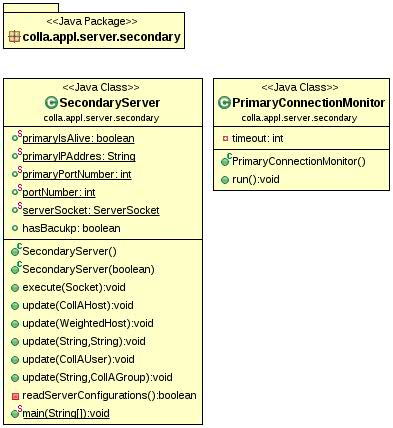 <<Java Package>>
colla.appl.server.secondary
<<Java Class>>
SecondaryServer
colla.appl.server.secondary
primaryIsAlive: boolean
primaryIPAddres: String
primaryPortNumber: int
portNumber: int
serverSocket: ServerSocket
hasBacukp: boolean
SecondaryServer()
SecondaryServer(boolean)
execute(Socket):void
update(CollAHost):void
update(WeightedHost):void
update(String,String):void
update(CollAUser):void
update(String,CollAGroup):void
readServerConfigurations():boolean
main(String[]):void
<<Java Class>>
PrimaryConnectionMonitor
colla.appl.server.secondary
timeout: int
PrimaryConnectionMonitor()
run():void